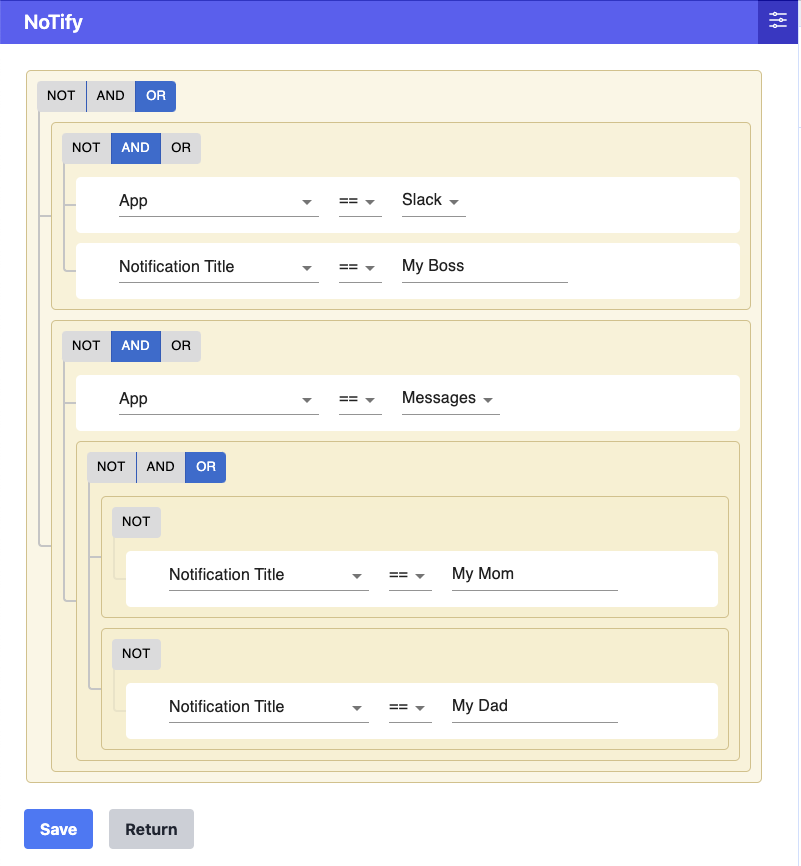 NoTify
NOT AND OR
NOT AND OR
App == Slack
Notification Title == My Boss
NOT AND OR
App == Messages
NOT AND OR
NOT
Notification Title == My Mom
NOT
Notification Title == My Dad
Save Return